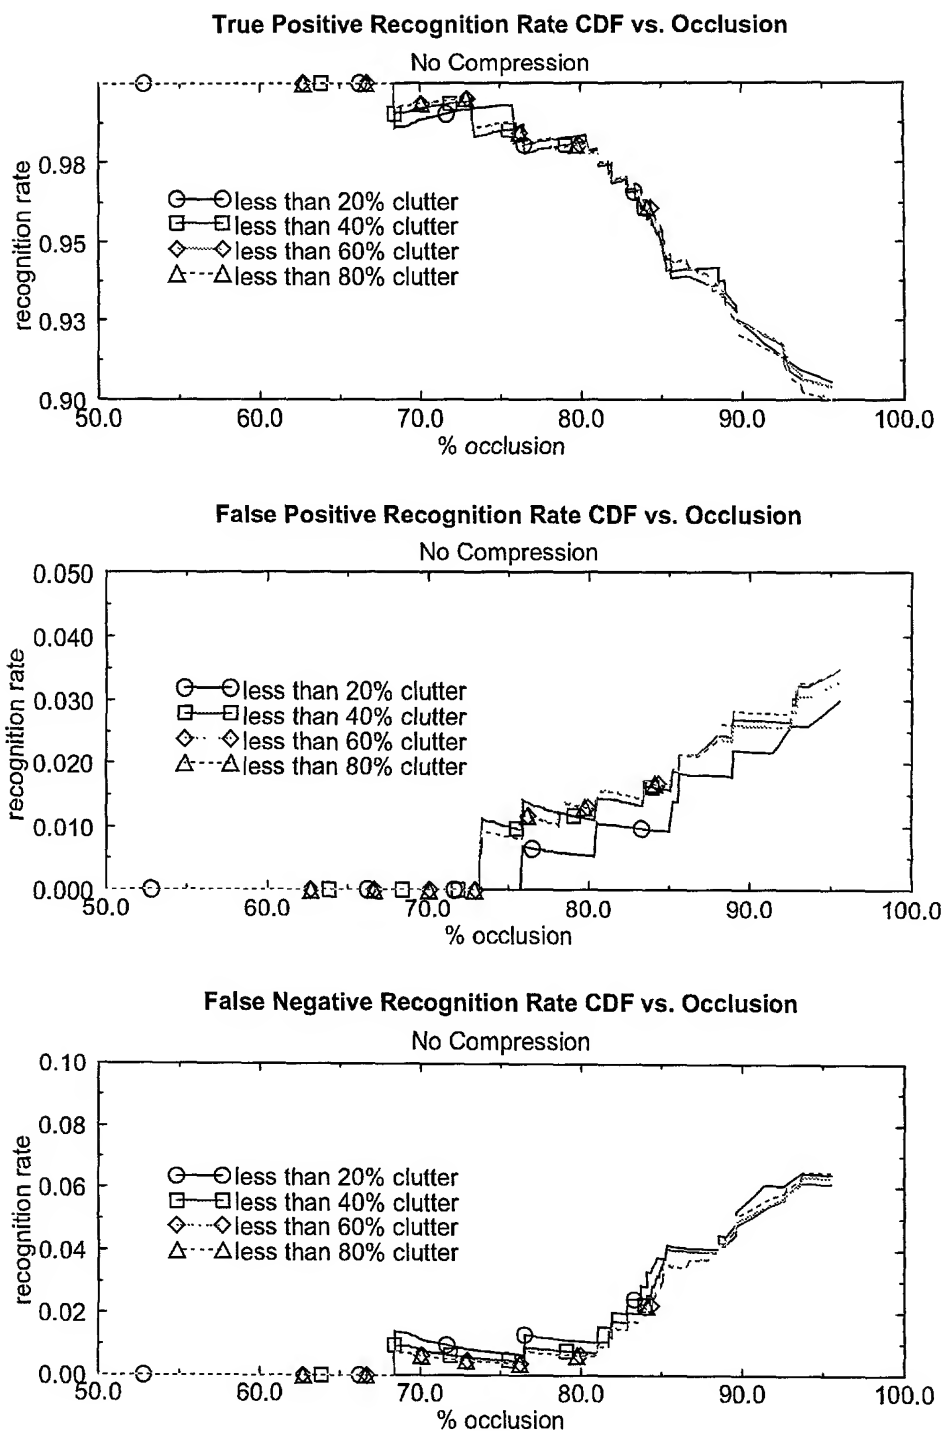 True Positive Recognition Rate CDF vs. Occlusion
No Compression
recognition rate
0.98
0.95
0.93
0.90
less than 20% clutter
less than 40% clutter
less than 60% clutter
less than 80% clutter
50.0 60.0 70.0 80.0 90.0 100.0
% occlusion
False Positive Recognition Rate CDF vs. Occlusion
No Compression
recognition rate
0.050
0.040
0.030
0.020
0.010
0.000
less than 20% clutter
less than 40% clutter
less than 60% clutter
less than 80% clutter
50.0 60.0 70.0 80.0 90.0 100.0
% occlusion
False Negative Recognition Rate CDF vs. Occlusion
No Compression
recognition rate
0.10
0.08
0.06
0.04
0.02
0.00
less than 20% clutter
less than 40% clutter
less than 60% clutter
less than 80% clutter
50.0 60.0 70.0 80.0 90.0 100.0
% occlusion